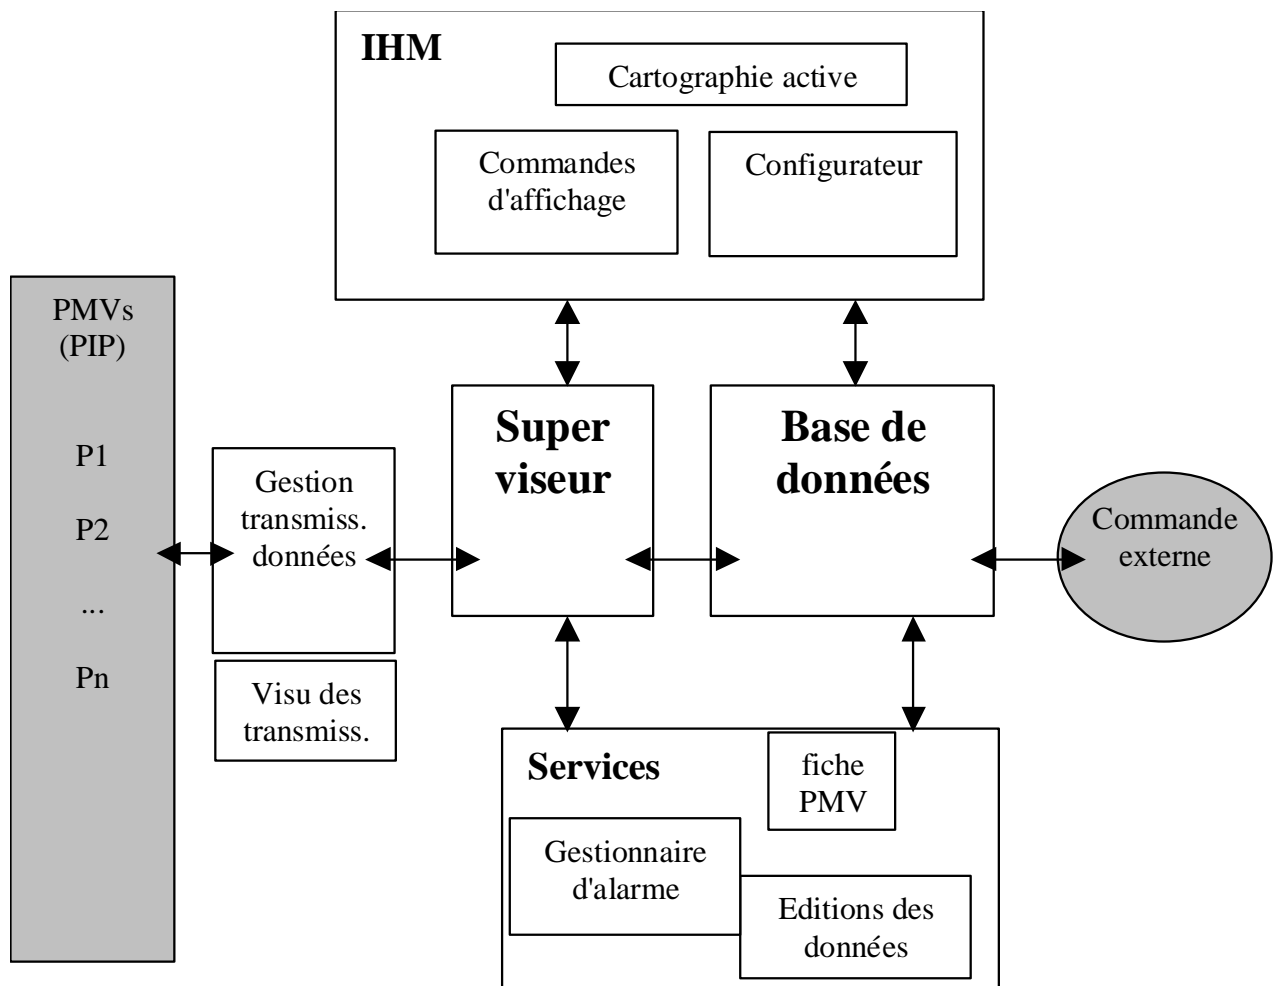 IHM
Cartographie active
Commandes
d'affichage
Configurateur
PMVs
(PIP)
P1
P2
...
Pn
Gestion
transmiss.
données
Visu des
transmiss.
Super
viseur
Base de
données
Commande
externe
Services
fiche
PMV
Gestionnaire
d'alarme
Editions des
données